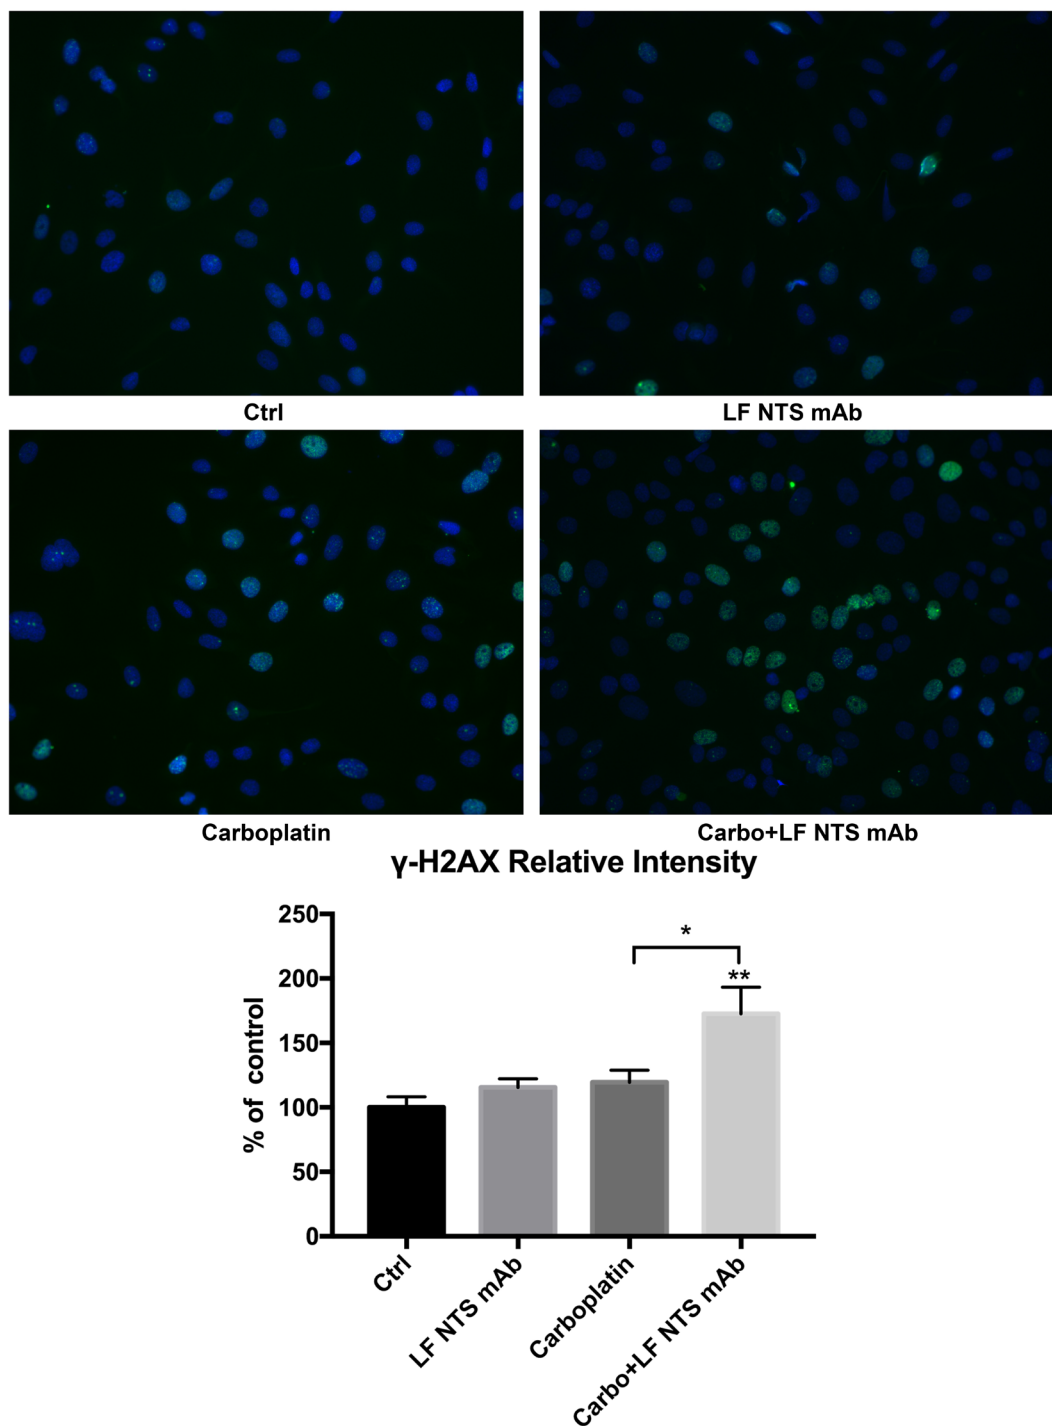 Ctrl
LF NTS mAb
Carboplatin
Carbo+LF NTS mAb
γ-H2AX Relative Intensity
% of control
250
200
150
100
50
0
*
**
Ctrl
LF NTS mAb
Carboplatin
Carbo+LF NTS mAb